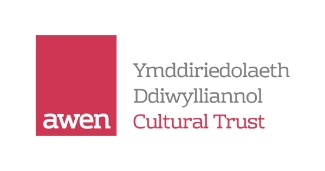 awen
Ymddiriedolaeth
Ddiwylliannol
Cultural Trust